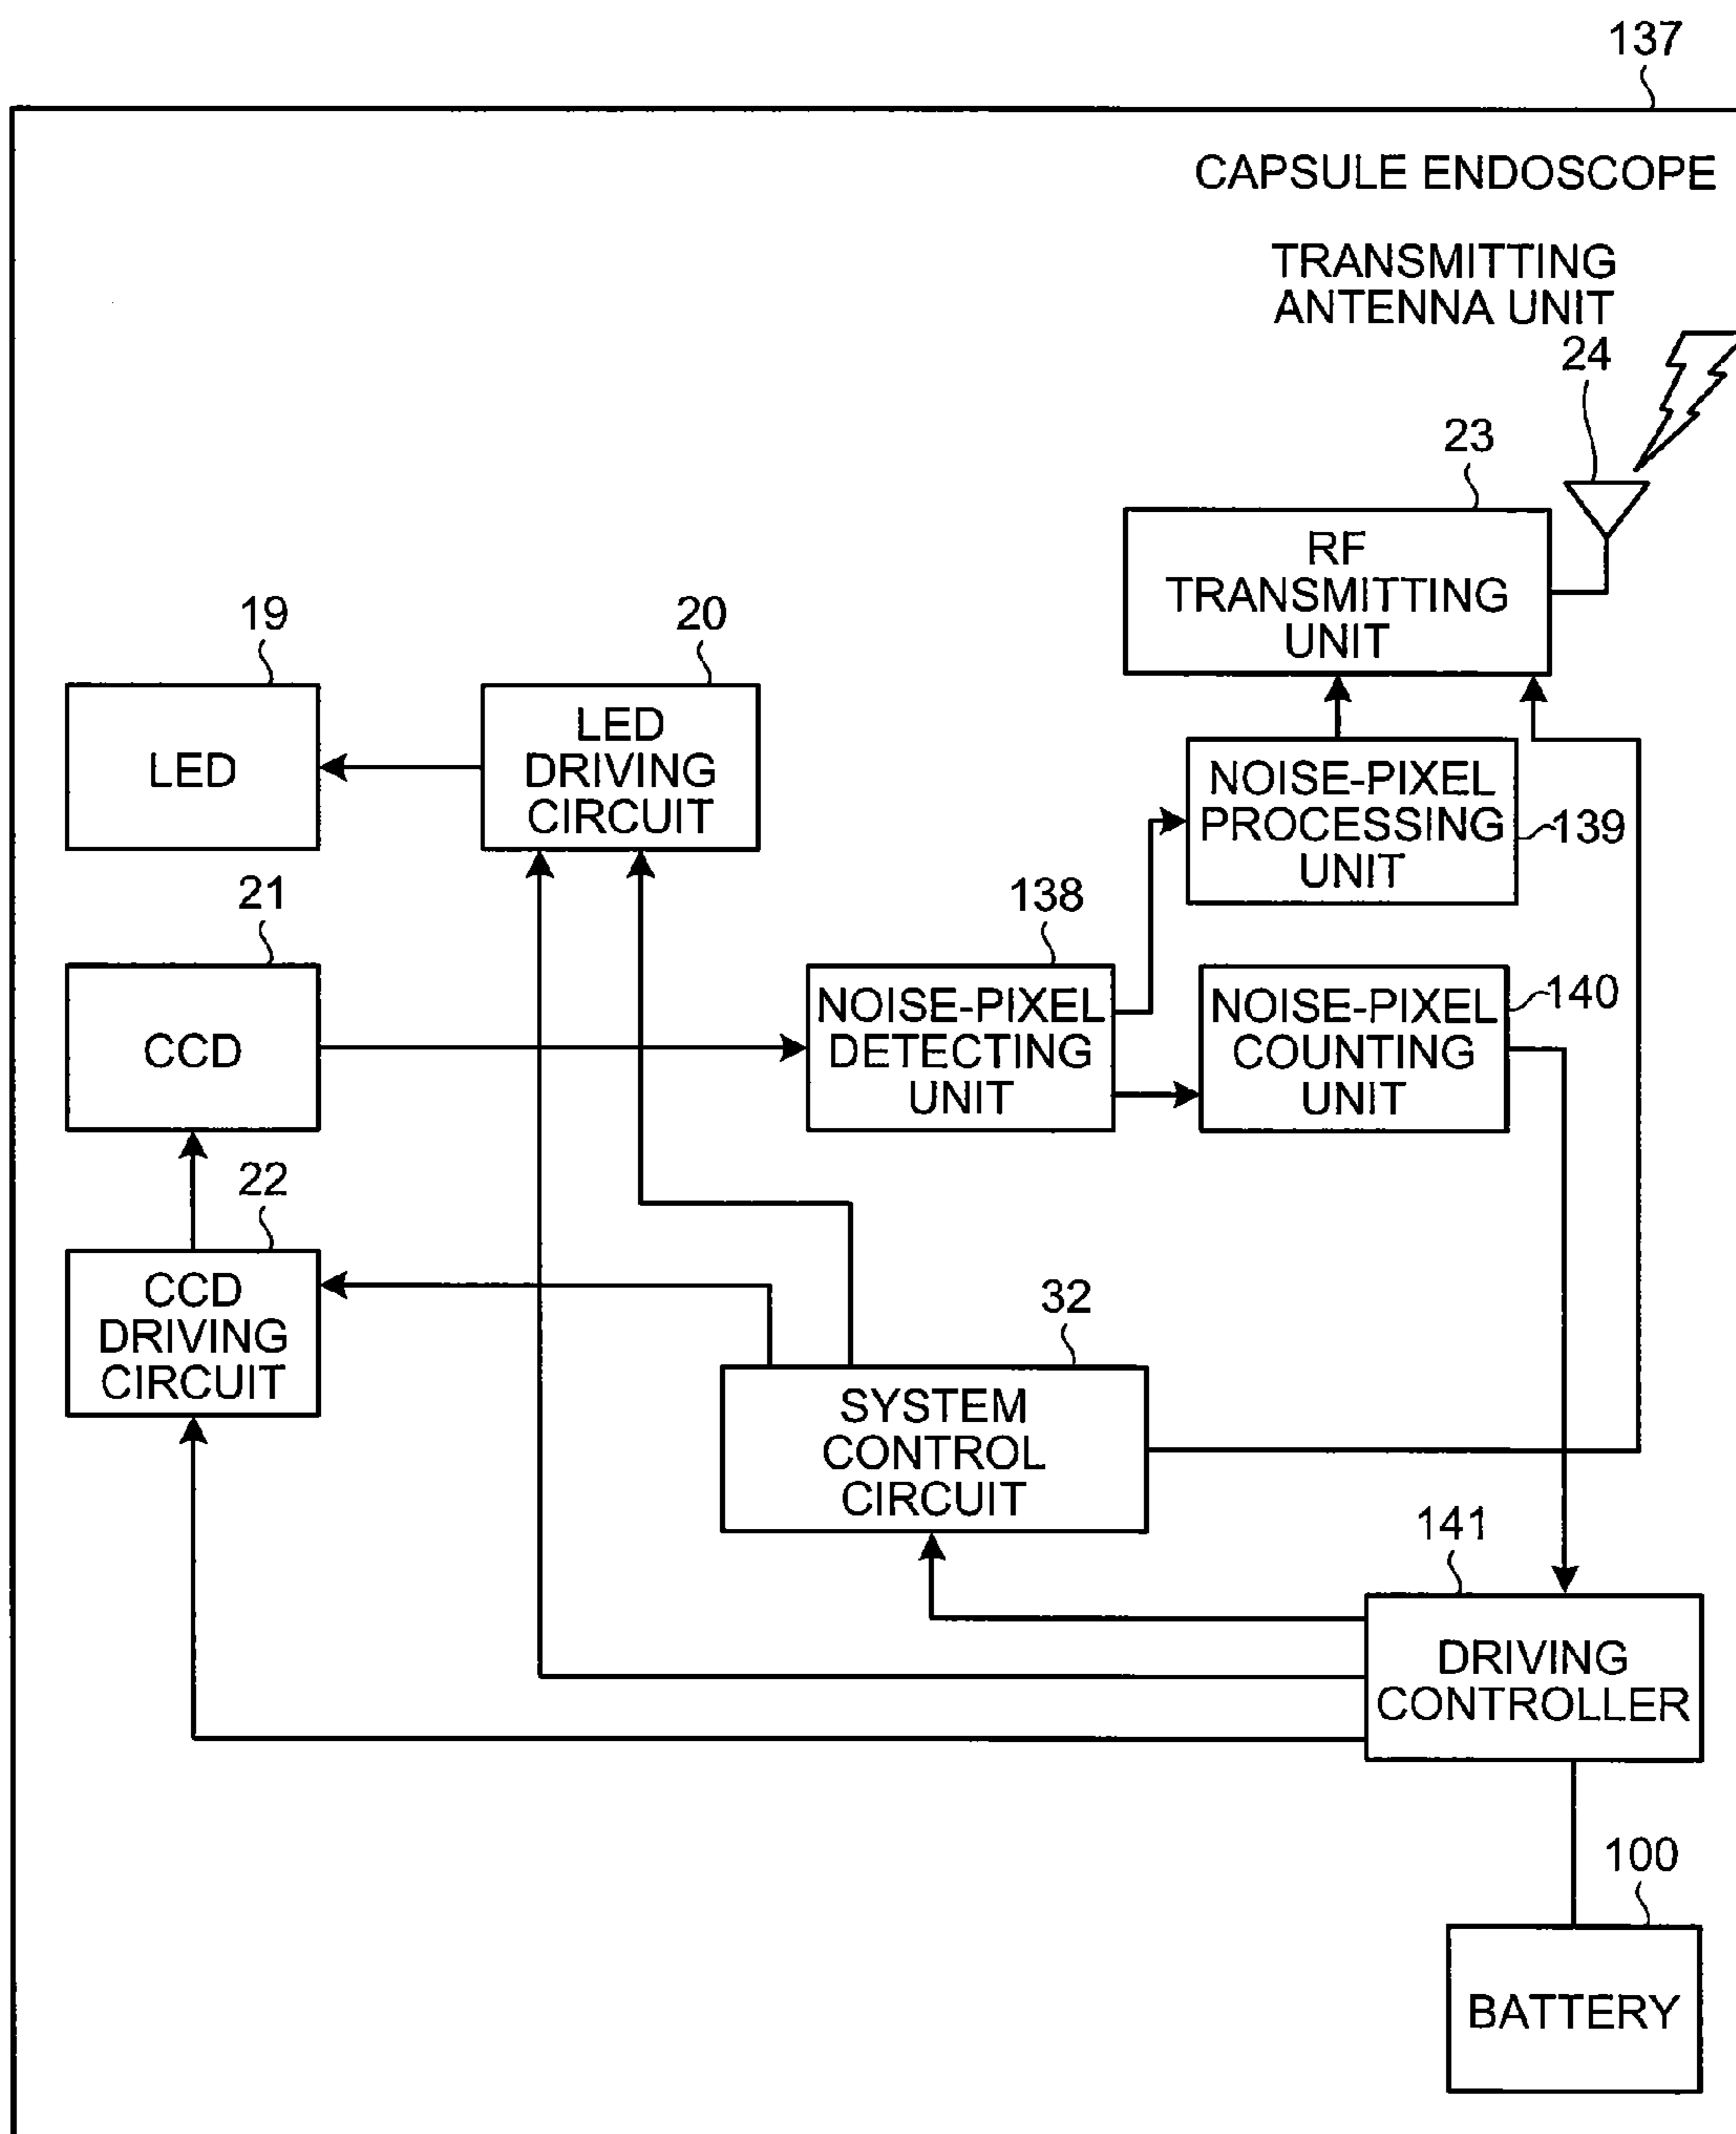 137
CAPSULE ENDOSCOPE
TRANSMITTING
ANTENNA UNIT
24
23
RF
TRANSMITTING
UNIT
19
LED
20
LED
DRIVING
CIRCUIT
NOISE-PIXEL
PROCESSING
UNIT
139
21
CCD
138
NOISE-PIXEL
DETECTING
UNIT
NOISE-PIXEL
COUNTING
UNIT
140
22
CCD
DRIVING
CIRCUIT
32
SYSTEM
CONTROL
CIRCUIT
141
DRIVING
CONTROLLER
100
BATTERY